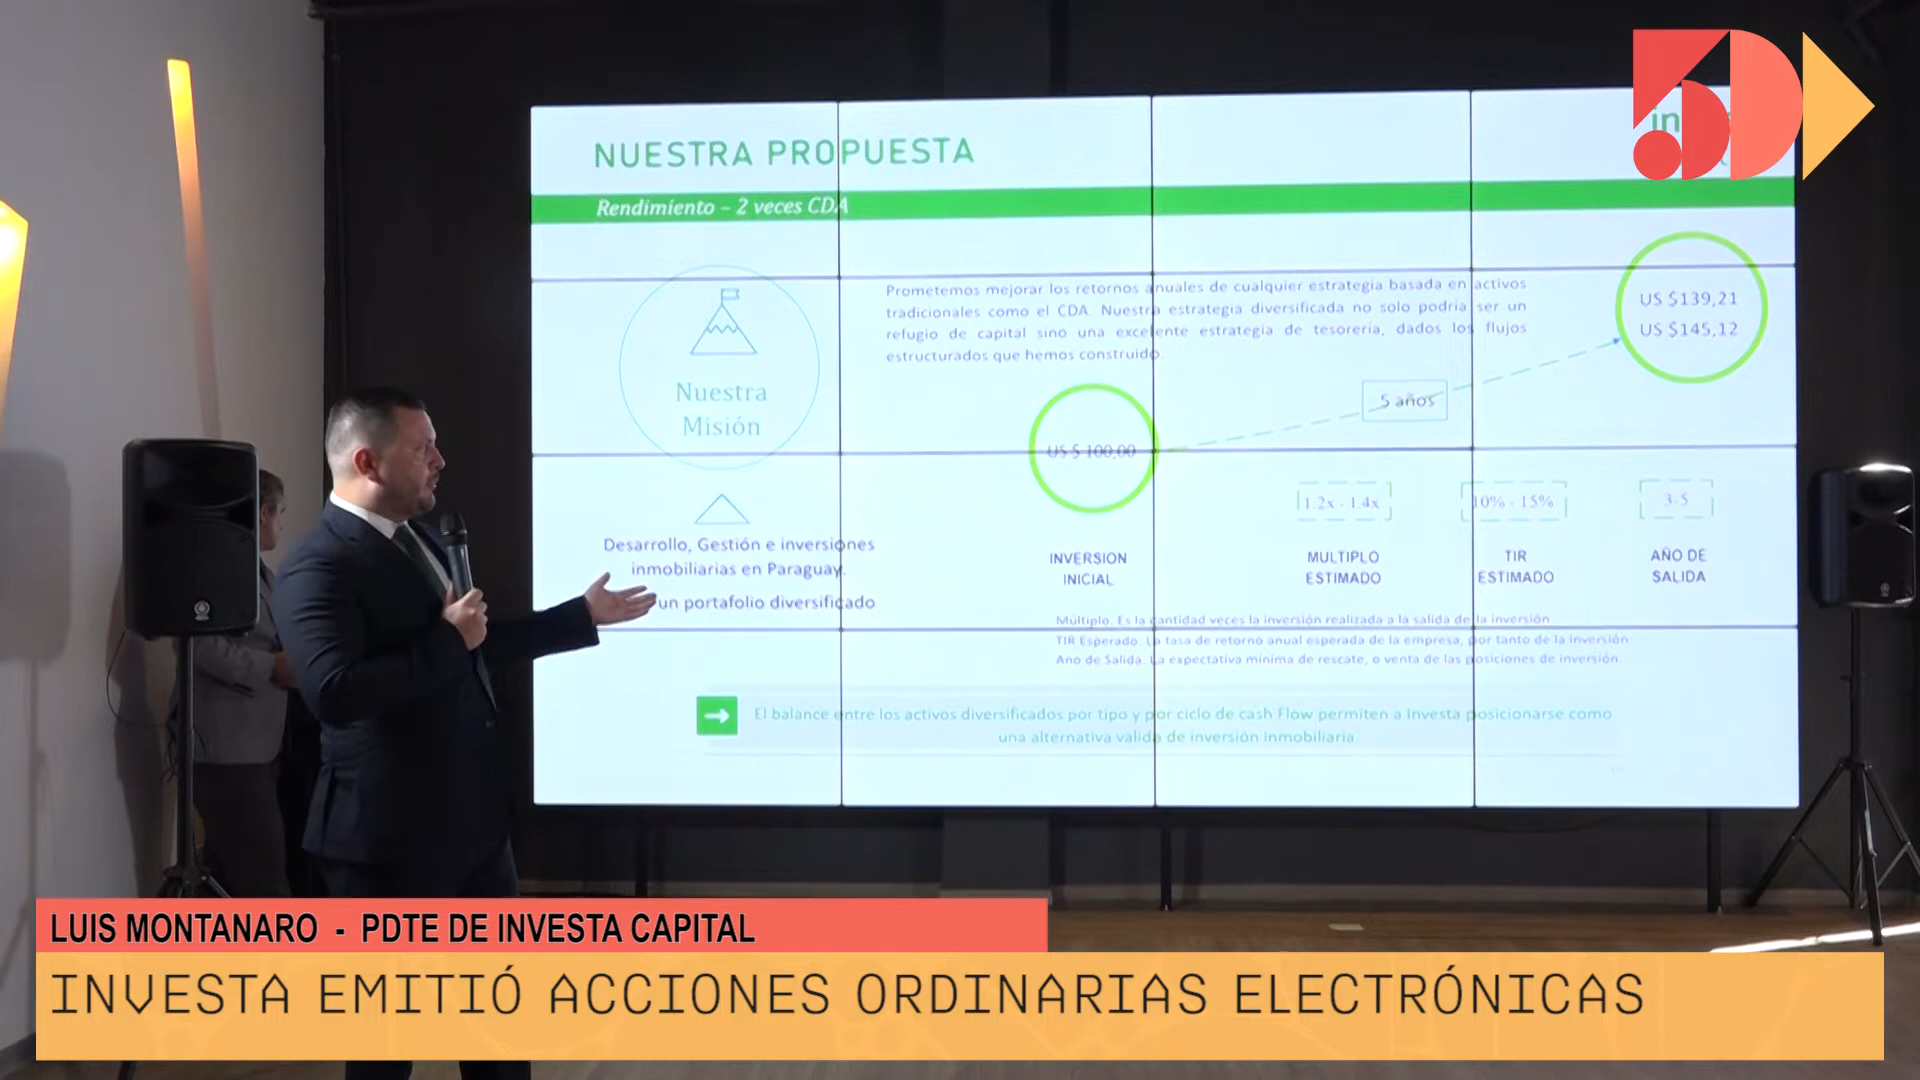 in
NUESTRA PROPUESTA
Rendimiento – 2 veces CDA
Prometemos mejorar los retornos anuales de cualquier estrategia basada en activos
tradicionales como el CDA. Nuestra estrategia diversificada no solo podría ser un
refugio de capital sino una excelente estrategia de tesorería, dados los flujos
estructurados que hemos construido.
US $139,21
US $145,12
Nuestra
Misión
5 años
US $ 100,00
1.2x - 1.4x
10% - 15%
3-5
Desarrollo, Gestión e inversiones
inmobiliarias en Paraguay.
un portafolio diversificado
INVERSION
INICIAL
MULTIPLO
ESTIMADO
TIR
ESTIMADO
AÑO DE
SALIDA
Múltiplo. Es la cantidad veces la inversión realizada a la salida de la inversión
TIR Esperado. La tasa de retorno anual esperada de la empresa, por tanto de la inversión
Ano de Salida. La expectativa mínima de rescate, o venta de las posiciones de inversión.
El balance entre los activos diversificados por tipo y por ciclo de cash Flow permiten a Investa posicionarse como
una alternativa valida de inversión inmobiliaria
LUIS MONTANARO - PDTE DE INVESTA CAPITAL
INVESTA EMITIÓ ACCIONES ORDINARIAS ELECTRÓNICAS